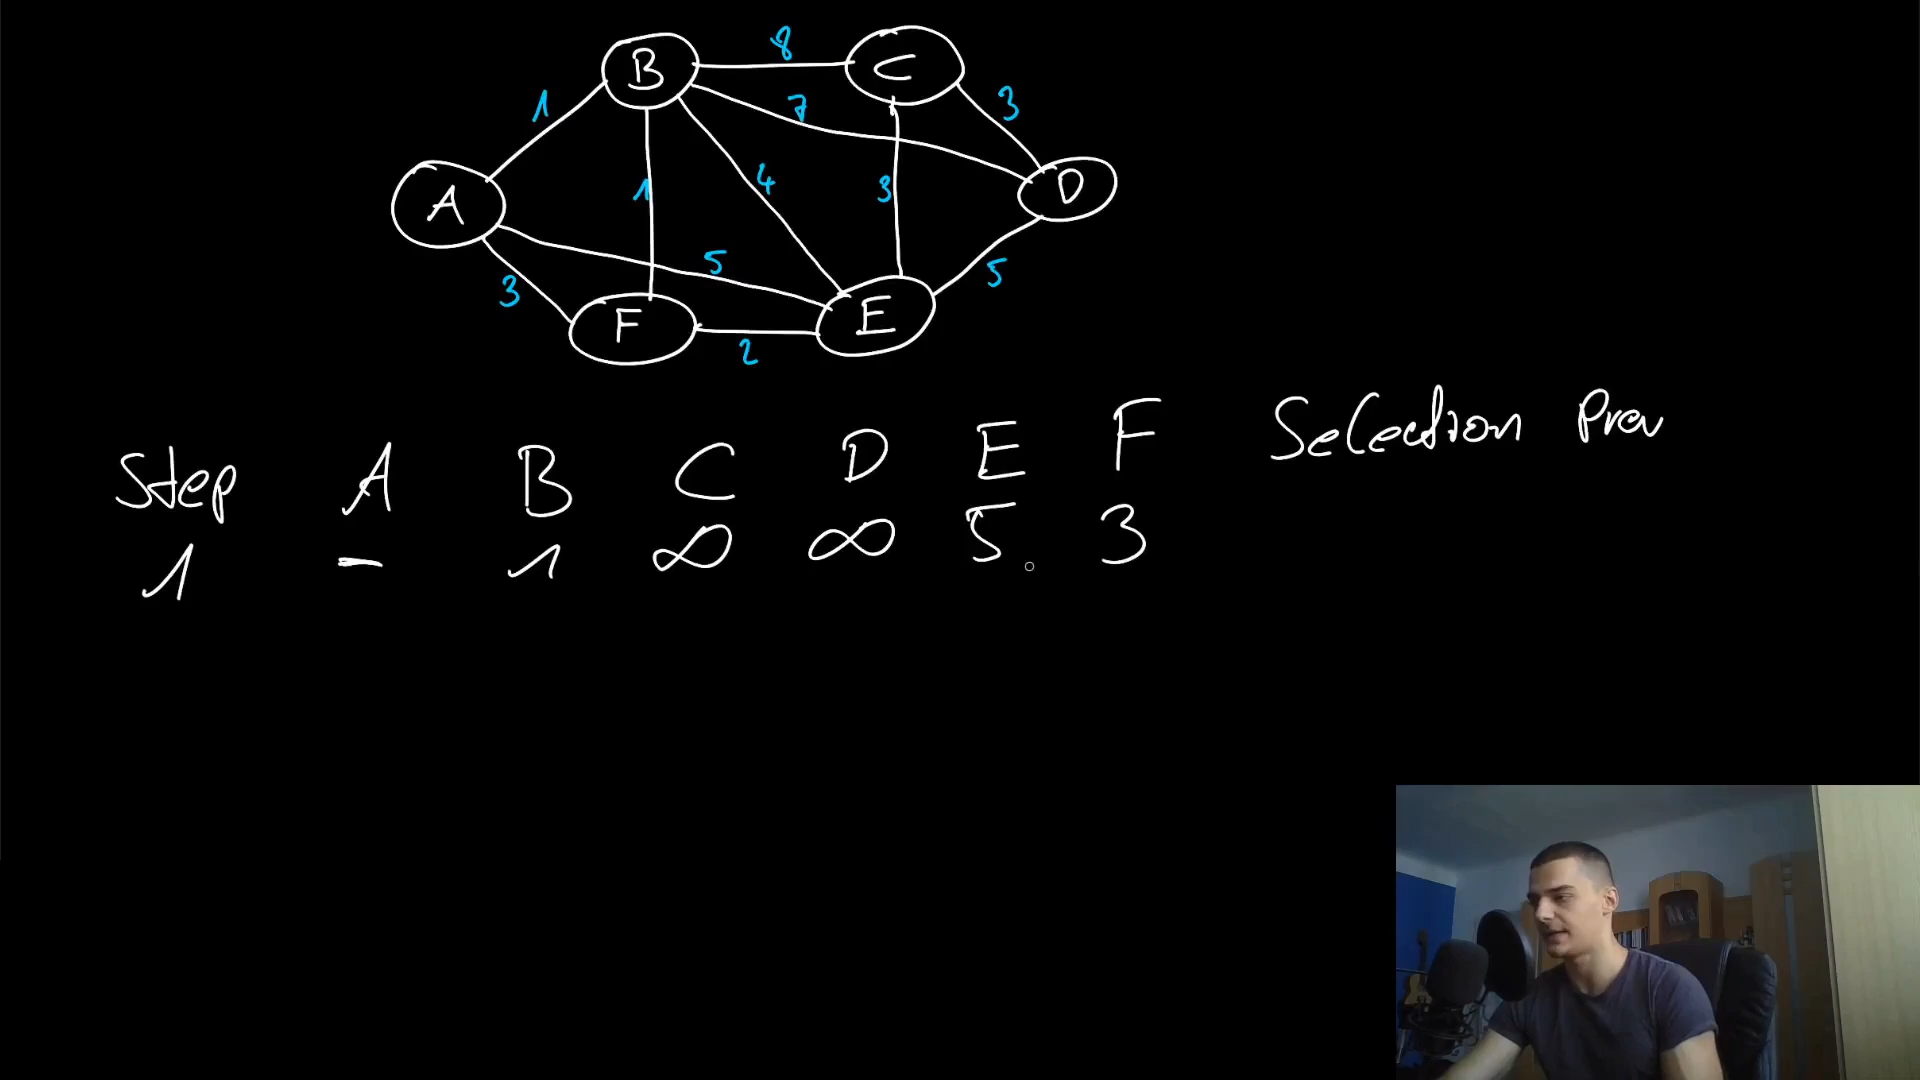 B 8 C
1 7 3
A 1 4 3 D
5
3 5
F E
2
Step A B C D E F Selection Prev
1 - 1 ∞ ∞ 5 3